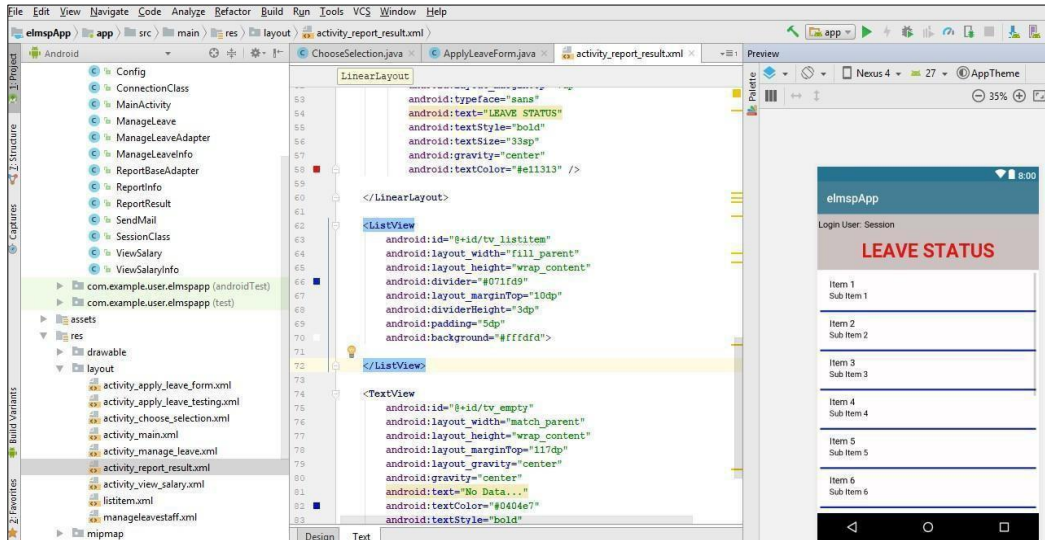 File Edit View Navigate Code Analyze Refactor Build Run Tools VCS Window Help
elmspApp app src main res layout activity_report_result.xml app
Android ChooseSelection.java ApplyLeaveForm.java activity_report_result.xml Preview
1: Project
7: Structure
Captures
Build Variants
2: Favorites
Config
ConnectionClass
MainActivity
ManageLeave
ManageLeaveAdapter
ManageLeaveInfo
ReportBaseAdapter
ReportInfo
ReportResult
SendMail
SessionClass
ViewSalary
ViewSalaryInfo
com.example.user.elmspapp (androidTest)
com.example.user.elmspapp (test)
assets
res
drawable
layout
activity_apply_leave_form.xml
activity_apply_leave_testing.xml
activity_choose_selection.xml
activity_main.xml
activity_manage_leave.xml
activity_report_result.xml
activity_view_salary.xml
listitem.xml
manageleavestaff.xml
mipmap
LinearLayout
53 android:typeface="sans"
54 android:text="LEAVE STATUS"
55 android:textStyle="bold"
56 android:textSize="33sp"
57 android:gravity="center"
58 android:textColor="#e11313" />
59
60 </LinearLayout>
61
62 <ListView
63 android:id="@+id/tv_listitem"
64 android:layout_width="fill_parent"
65 android:layout_height="wrap_content"
66 android:divider="#071fd9"
67 android:layout_marginTop="10dp"
68 android:dividerHeight="3dp"
69 android:padding="5dp"
70 android:background="#fffdfd">
71
72 </ListView>
73
74 <TextView
75 android:id="@+id/tv_empty"
76 android:layout_width="match_parent"
77 android:layout_height="wrap_content"
78 android:layout_marginTop="117dp"
79 android:layout_gravity="center"
80 android:gravity="center"
81 android:text="No Data..."
82 android:textColor="#0404e7"
83 android:textStyle="bold"
Design Text
Palette
Nexus 4 27 AppTheme
35%
8:00
elmspApp
Login User: Session
LEAVE STATUS
Item 1
Sub Item 1
Item 2
Sub Item 2
Item 3
Sub Item 3
Item 4
Sub Item 4
Item 5
Sub Item 5
Item 6
Sub Item 6